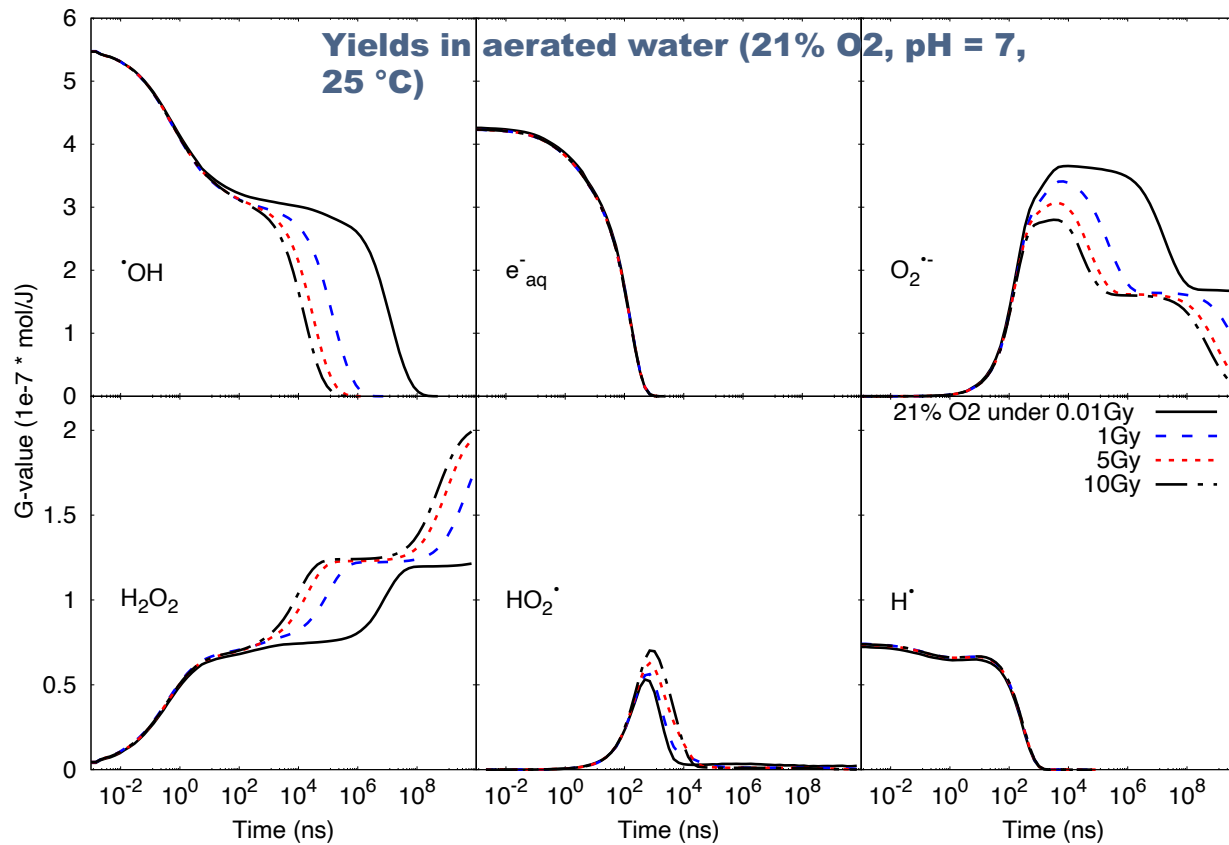 Yields in aerated water (21% O2, pH = 7,
25 °C)
6
5
4
3
2
1
0
•OH
e⁻aq
O₂•⁻
21% O2 under 0.01Gy
1Gy
5Gy
10Gy
G-value (1e-7 * mol/J)
2
1.5
1
0.5
0
H₂O₂
HO₂•
H•
10⁻² 10⁰ 10² 10⁴ 10⁶ 10⁸
10⁻² 10⁰ 10² 10⁴ 10⁶ 10⁸
10⁻² 10⁰ 10² 10⁴ 10⁶ 10⁸
Time (ns)
Time (ns)
Time (ns)